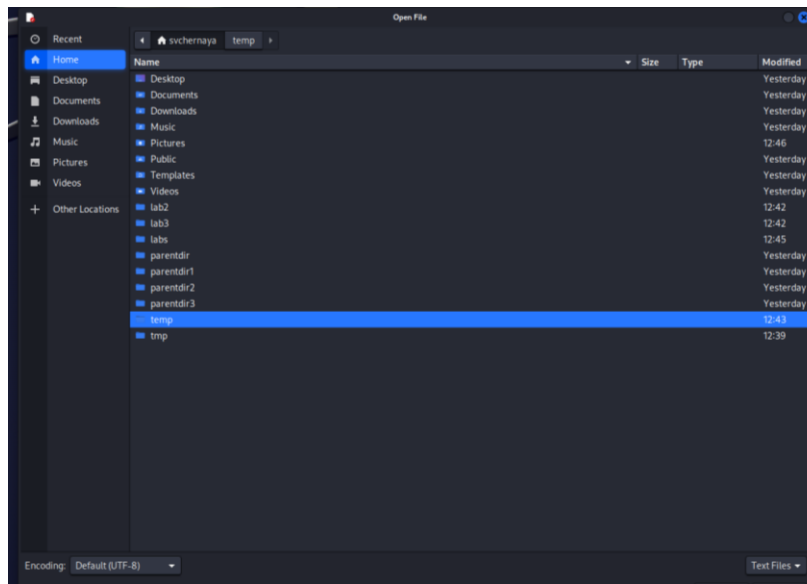 Open File
Recent
Home
Desktop
Documents
Downloads
Music
Pictures
Videos
Other Locations
svchernaya temp
Name Size Type Modified
Desktop Yesterday
Documents Yesterday
Downloads Yesterday
Music Yesterday
Pictures 12:46
Public Yesterday
Templates Yesterday
Videos Yesterday
lab2 12:42
lab3 12:42
labs 12:45
parentdir Yesterday
parentdir1 Yesterday
parentdir2 Yesterday
parentdir3 Yesterday
temp 12:43
tmp 12:39
Encoding: Default (UTF-8) Text Files